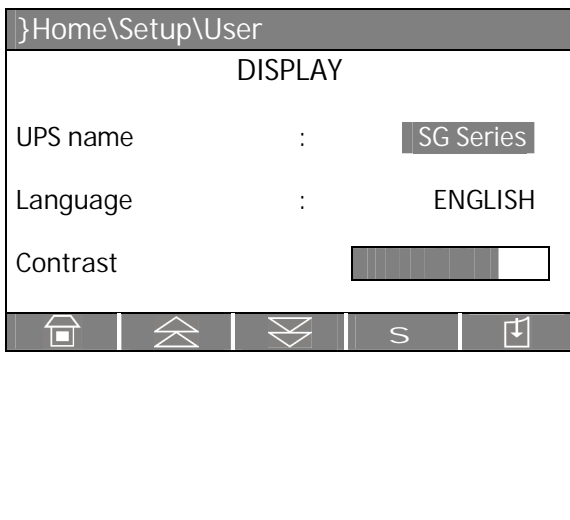 }Home\Setup\User
DISPLAY
UPS name : SG Series
Language : ENGLISH
Contrast
S